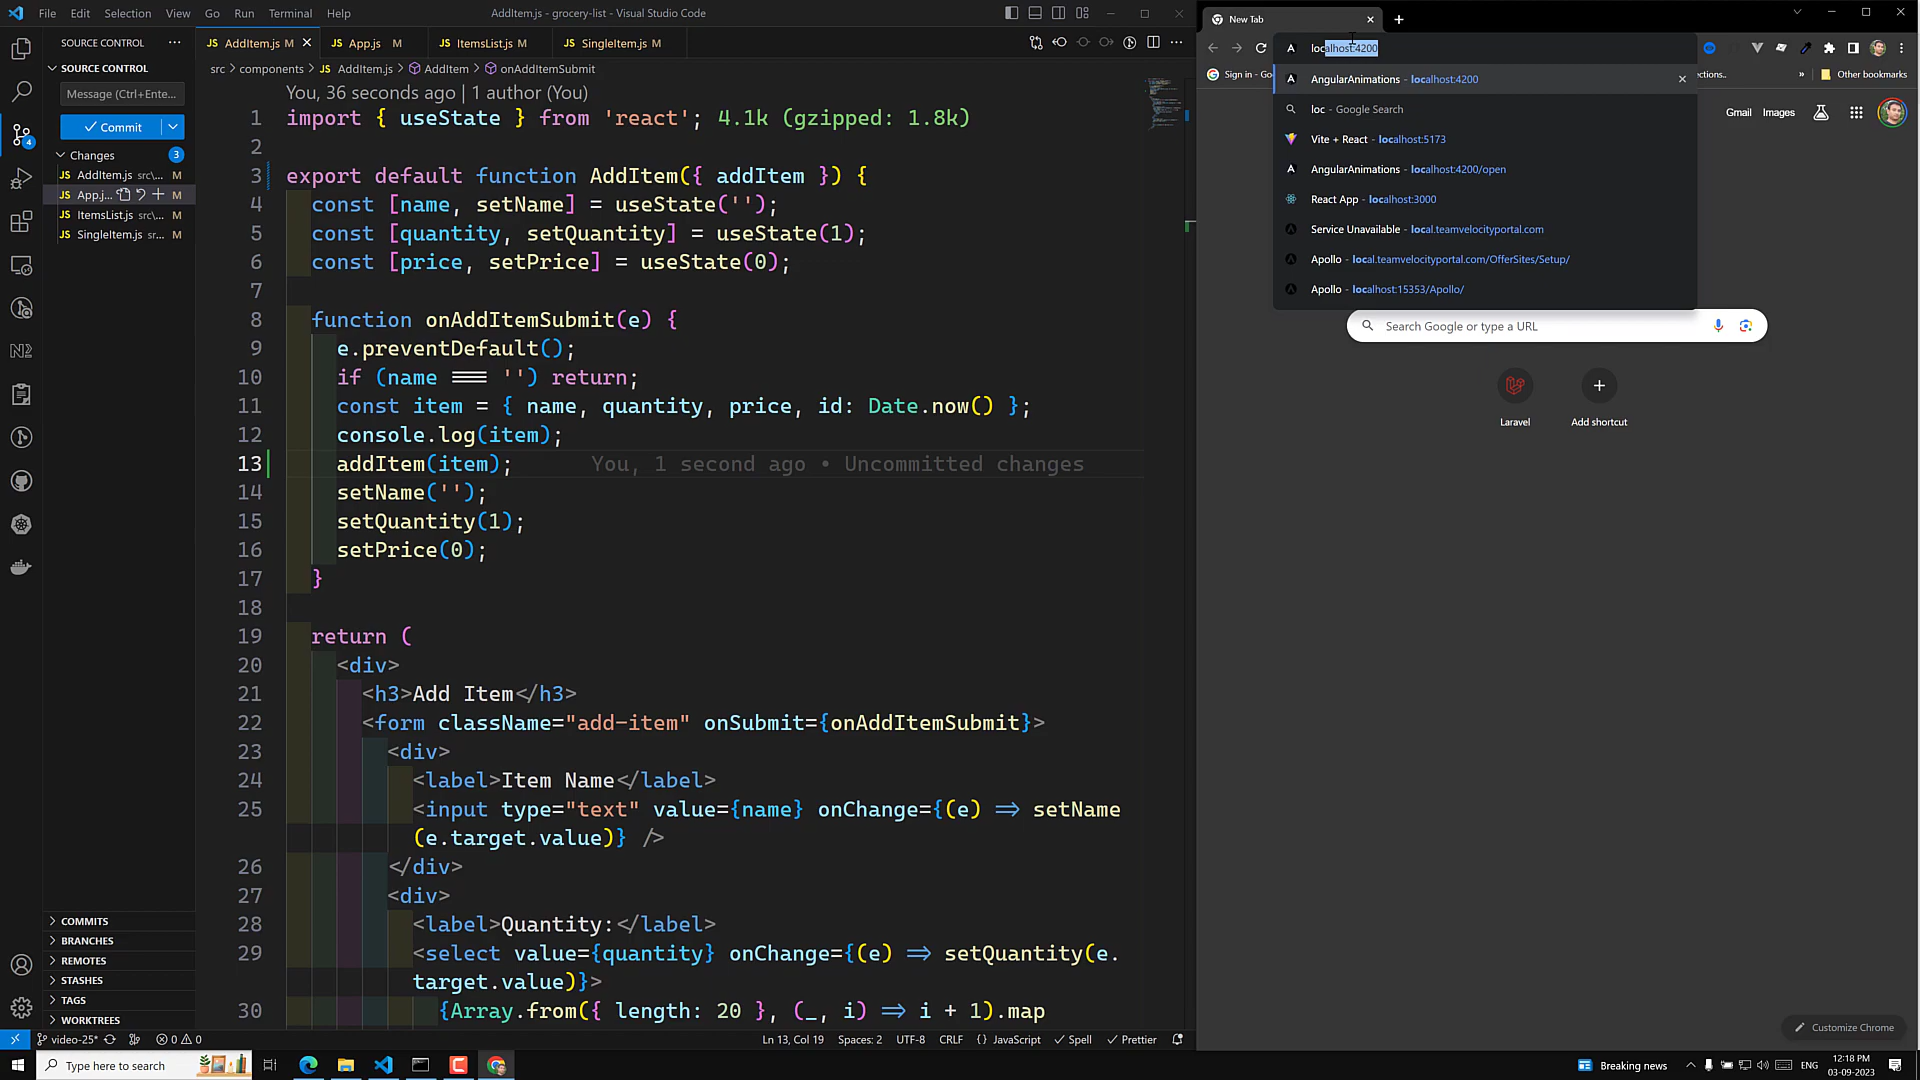 File Edit Selection View Go Run Terminal Help
AddItem.js - grocery-list - Visual Studio Code
SOURCE CONTROL
SOURCE CONTROL
Message (Ctrl+Ente...
Commit
Changes 3
AddItem.js src\... M
App.j... M
ItemsList.js src\... M
SingleItem.js sr... M
COMMITS
BRANCHES
REMOTES
STASHES
TAGS
WORKTREES
AddItem.js M
App.js M
ItemsList.js M
SingleItem.js M
src > components > JS AddItem.js > AddItem > onAddItemSubmit
You, 36 seconds ago | 1 author (You)
1 import { useState } from 'react'; 4.1k (gzipped: 1.8k)
2
3 export default function AddItem({ addItem }) {
4 const [name, setName] = useState('');
5 const [quantity, setQuantity] = useState(1);
6 const [price, setPrice] = useState(0);
7
8 function onAddItemSubmit(e) {
9 e.preventDefault();
10 if (name === '') return;
11 const item = { name, quantity, price, id: Date.now() };
12 console.log(item);
13 addItem(item); You, 1 second ago • Uncommitted changes
14 setName('');
15 setQuantity(1);
16 setPrice(0);
17 }
18
19 return (
20 <div>
21 <h3>Add Item</h3>
22 <form className="add-item" onSubmit={onAddItemSubmit}>
23 <div>
24 <label>Item Name</label>
25 <input type="text" value={name} onChange={(e) => setName
(e.target.value)} />
26 </div>
27 <div>
28 <label>Quantity:</label>
29 <select value={quantity} onChange={(e) => setQuantity(e.
target.value)}>
30 {Array.from({ length: 20 }, (_, i) => i + 1).map
video-25* 0 0
Ln 13, Col 19 Spaces: 2 UTF-8 CRLF {} JavaScript Spell Prettier
New Tab
localhost:4200
Sign in - Go
ections..
» Other bookmarks
AngularAnimations - localhost:4200
loc - Google Search
Vite + React - localhost:5173
AngularAnimations - localhost:4200/open
React App - localhost:3000
Service Unavailable - local.teamvelocityportal.com
Apollo - local.teamvelocityportal.com/OfferSites/Setup/
Apollo - localhost:15353/Apollo/
Gmail Images
Search Google or type a URL
Laravel
Add shortcut
Customize Chrome
Type here to search
Breaking news
ENG
12:18 PM
03-09-2023